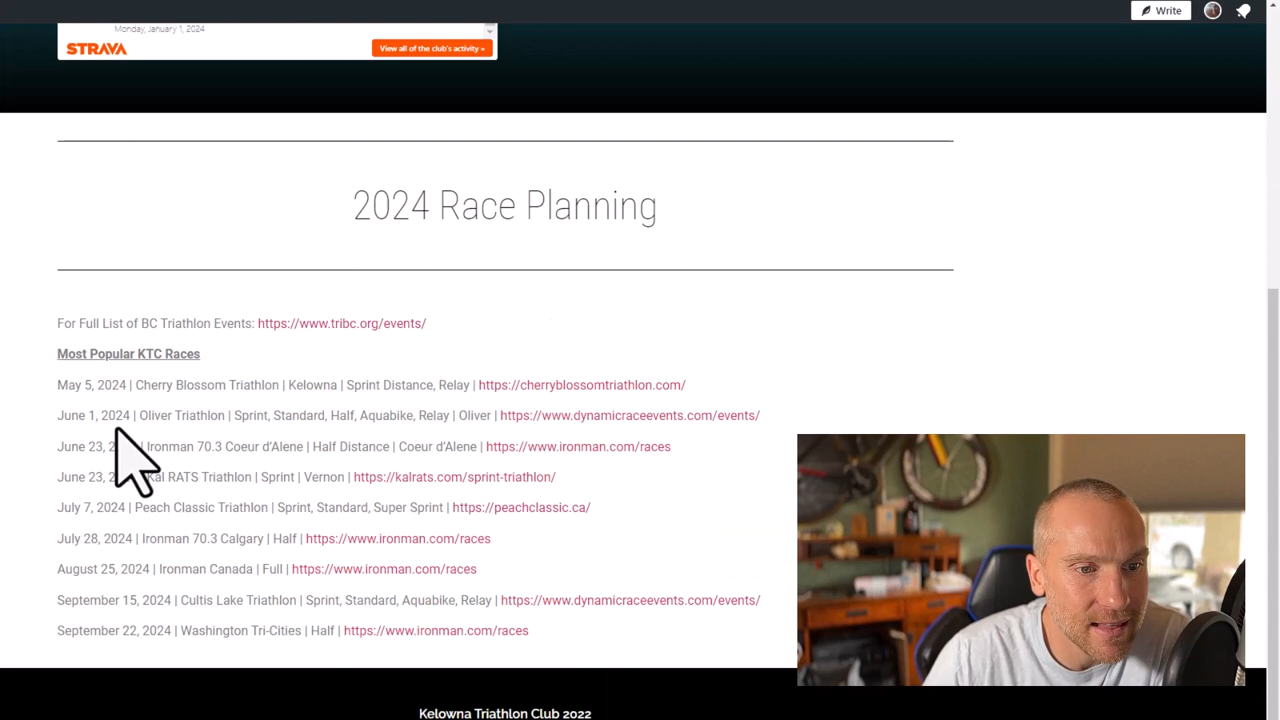 Write
Monday, January 1, 2024
STRAVA
View all of the club's activity »
2024 Race Planning
For Full List of BC Triathlon Events: https://www.tribc.org/events/
Most Popular KTC Races
May 5, 2024 | Cherry Blossom Triathlon | Kelowna | Sprint Distance, Relay | https://cherryblossomtriathlon.com/
June 1, 2024 | Oliver Triathlon | Sprint, Standard, Half, Aquabike, Relay | Oliver | https://www.dynamicraceevents.com/events/
June 23, 2 | Ironman 70.3 Coeur d'Alene | Half Distance | Coeur d'Alene | https://www.ironman.com/races
June 23, 2 Kal RATS Triathlon | Sprint | Vernon | https://kalrats.com/sprint-triathlon/
July 7, 2024 | Peach Classic Triathlon | Sprint, Standard, Super Sprint | https://peachclassic.ca/
July 28, 2024 | Ironman 70.3 Calgary | Half | https://www.ironman.com/races
August 25, 2024 | Ironman Canada | Full | https://www.ironman.com/races
September 15, 2024 | Cultis Lake Triathlon | Sprint, Standard, Aquabike, Relay | https://www.dynamicraceevents.com/events/
September 22, 2024 | Washington Tri-Cities | Half | https://www.ironman.com/races
Kelowna Triathlon Club 2022